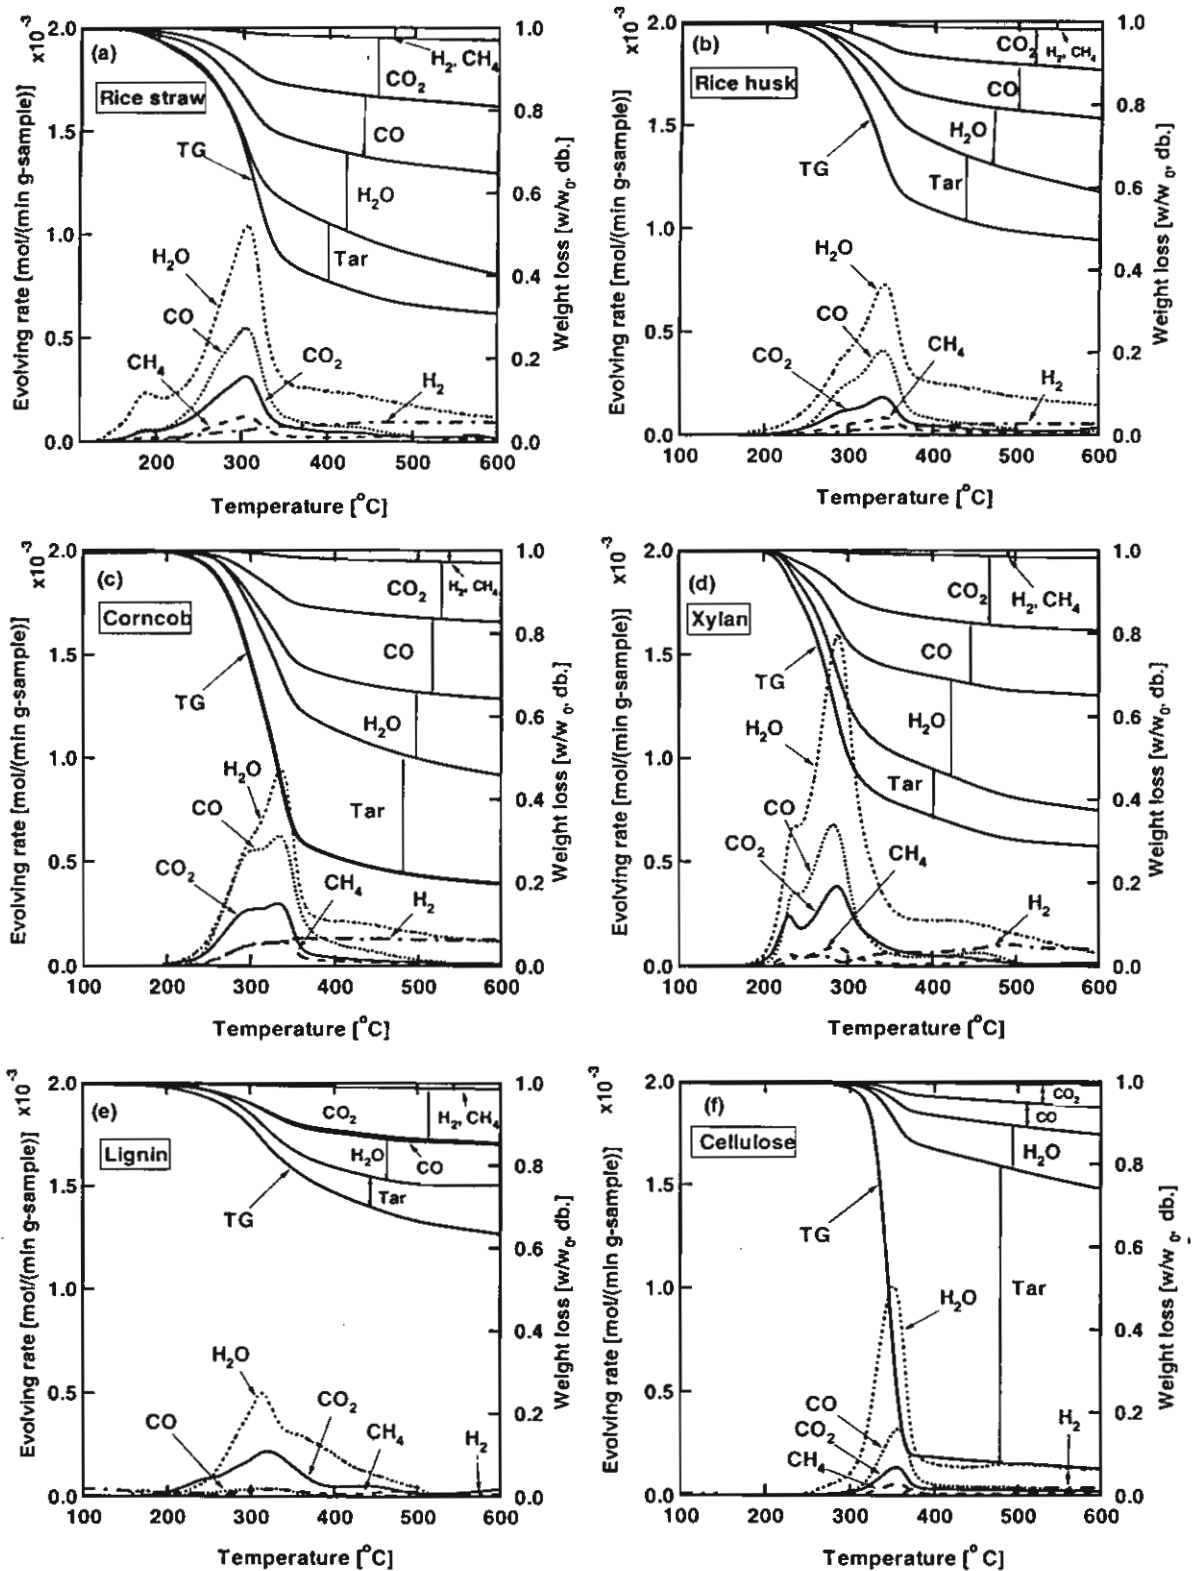 x10⁻³
Evolving rate [mol/(min g-sample)]
2.0
1.5
1.0
0.5
0.0
(a)
Rice straw
H₂, CH₄
CO₂
CO
TG
H₂O
Tar
H₂O
CO
CH₄
CO₂
H₂
1.0
0.8
0.6
0.4
0.2
0.0
Weight loss [w/w₀, db.]
200 300 400 500 600
Temperature [°C]
x10⁻³
Evolving rate [mol/(min g-sample)]
2.0
1.5
1.0
0.5
0.0
(b)
Rice husk
CO₂
H₂, CH₄
CO
H₂O
TG
Tar
H₂O
CO
CO₂
CH₄
H₂
1.0
0.8
0.6
0.4
0.2
0.0
Weight loss [w/w₀, db.]
100 200 300 400 500 600
Temperature [°C]
x10⁻³
Evolving rate [mol/(min g-sample)]
2.0
1.5
1.0
0.5
0.0
(c)
Corncob
CO₂
H₂, CH₄
CO
TG
H₂O
H₂O
CO
Tar
CO₂
CH₄
H₂
1.0
0.8
0.6
0.4
0.2
0.0
Weight loss [w/w₀, db.]
100 200 300 400 500 600
Temperature [°C]
x10⁻³
Evolving rate [mol/(min g-sample)]
2.0
1.5
1.0
0.5
0.0
(d)
Xylan
CO₂
H₂, CH₄
CO
TG
H₂O
H₂O
Tar
CO
CO₂
CH₄
H₂
1.0
0.8
0.6
0.4
0.2
0.0
Weight loss [w/w₀, db.]
100 200 300 400 500 600
Temperature [°C]
x10⁻³
Evolving rate [mol/(min g-sample)]
2.0
1.5
1.0
0.5
0.0
(e)
Lignin
CO₂
H₂, CH₄
H₂O
CO
Tar
TG
H₂O
CO
CO₂
CH₄
H₂
1.0
0.8
0.6
0.4
0.2
0.0
Weight loss [w/w₀, db.]
100 200 300 400 500 600
Temperature [°C]
x10⁻³
Evolving rate [mol/(min g-sample)]
2.0
1.5
1.0
0.5
0.0
(f)
Cellulose
CO₂
CO
H₂O
TG
H₂O
Tar
CO
CO₂
CH₄
H₂
1.0
0.8
0.6
0.4
0.2
0.0
Weight loss [w/w₀, db.]
100 200 300 400 500 600
Temperature [°C]